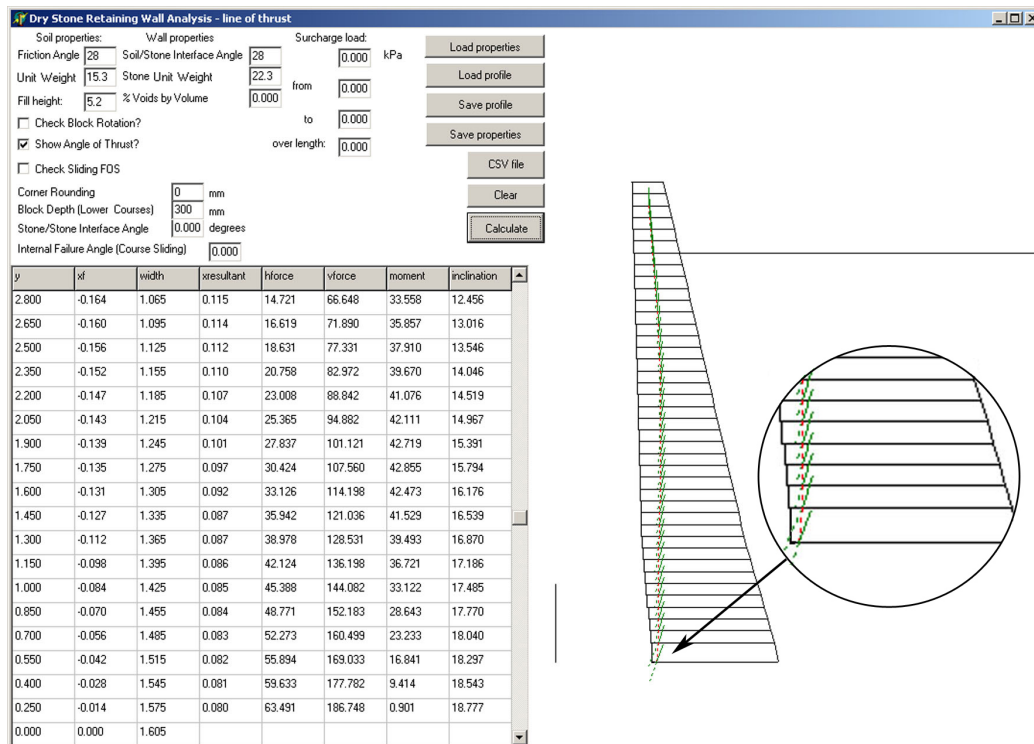 Dry Stone Retaining Wall Analysis - line of thrust
Soil properties: Wall properties Surcharge load:
Friction Angle 28 Soil/Stone Interface Angle 28 0.000 kPa
Unit Weight 15.3 Stone Unit Weight 22.3 from 0.000
Fill height: 5.2 % Voids by Volume 0.000
Check Block Rotation? to 0.000
Show Angle of Thrust? over length: 0.000
Check Sliding FOS
Corner Rounding 0 mm
Block Depth (Lower Courses) 300 mm
Stone/Stone Interface Angle 0.000 degrees
Internal Failure Angle (Course Sliding) 0.000
Load properties
Load profile
Save profile
Save properties
CSV file
Clear
Calculate
y xf width xresultant hforce vforce moment inclination
2.800 -0.164 1.065 0.115 14.721 66.648 33.558 12.456
2.650 -0.160 1.095 0.114 16.619 71.890 35.857 13.016
2.500 -0.156 1.125 0.112 18.631 77.331 37.910 13.546
2.350 -0.152 1.155 0.110 20.758 82.972 39.670 14.046
2.200 -0.147 1.185 0.107 23.008 88.842 41.076 14.519
2.050 -0.143 1.215 0.104 25.365 94.882 42.111 14.967
1.900 -0.139 1.245 0.101 27.837 101.121 42.719 15.391
1.750 -0.135 1.275 0.097 30.424 107.560 42.855 15.794
1.600 -0.131 1.305 0.092 33.126 114.198 42.473 16.176
1.450 -0.127 1.335 0.087 35.942 121.036 41.529 16.539
1.300 -0.112 1.365 0.087 38.978 128.531 39.493 16.870
1.150 -0.098 1.395 0.086 42.124 136.198 36.721 17.186
1.000 -0.084 1.425 0.085 45.388 144.082 33.122 17.485
0.850 -0.070 1.455 0.084 48.771 152.183 28.643 17.770
0.700 -0.056 1.485 0.083 52.273 160.499 23.233 18.040
0.550 -0.042 1.515 0.082 55.894 169.033 16.841 18.297
0.400 -0.028 1.545 0.081 59.633 177.782 9.414 18.543
0.250 -0.014 1.575 0.080 63.491 186.748 0.901 18.777
0.000 0.000 1.605